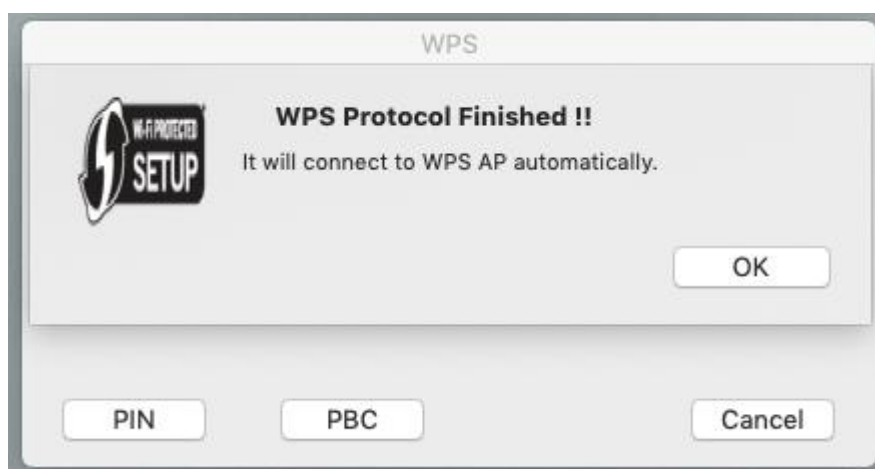 WPS
WPS Protocol Finished !!
It will connect to WPS AP automatically.
Wi-Fi PROTECTED
SETUP
OK
PIN
PBC
Cancel